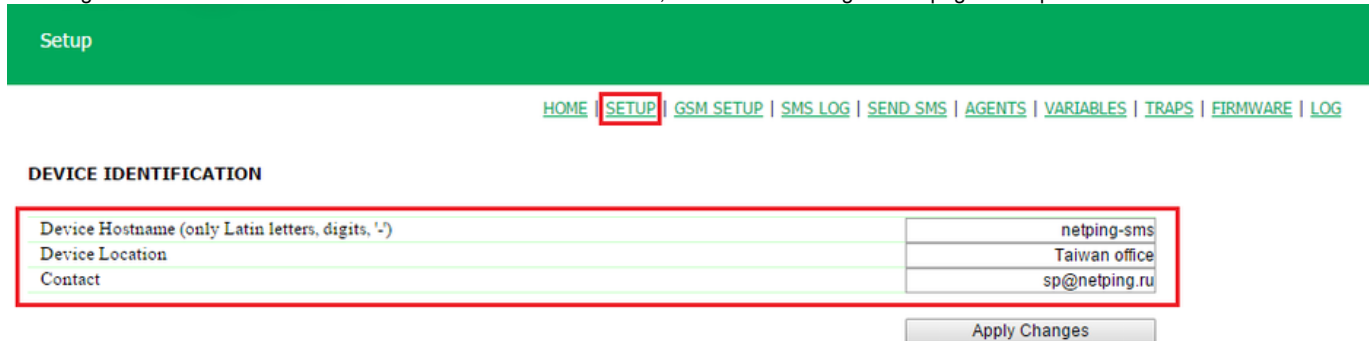 Setup
HOME | SETUP | GSM SETUP | SMS LOG | SEND SMS | AGENTS | VARIABLES | TRAPS | FIRMWARE | LOG
DEVICE IDENTIFICATION
Device Hostname (only Latin letters, digits, '-') netping-sms
Device Location Taiwan office
Contact sp@netping.ru
Apply Changes